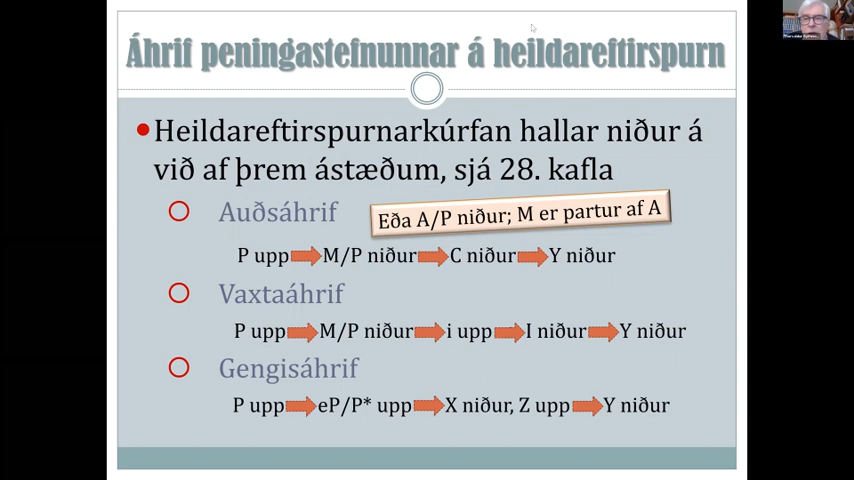 Áhrif peningastefnunnar á heildareftirspurn
Heildareftirspurnarkúrfan hallar niður á
við af þrem ástæðum, sjá 28. kafla
Auðsáhrif
Eða A/P niður; M er partur af A
P upp M/P niður C niður Y niður
Vaxtaáhrif
P upp M/P niður i upp I niður Y niður
Gengisáhrif
P upp eP/P* upp X niður, Z upp Y niður